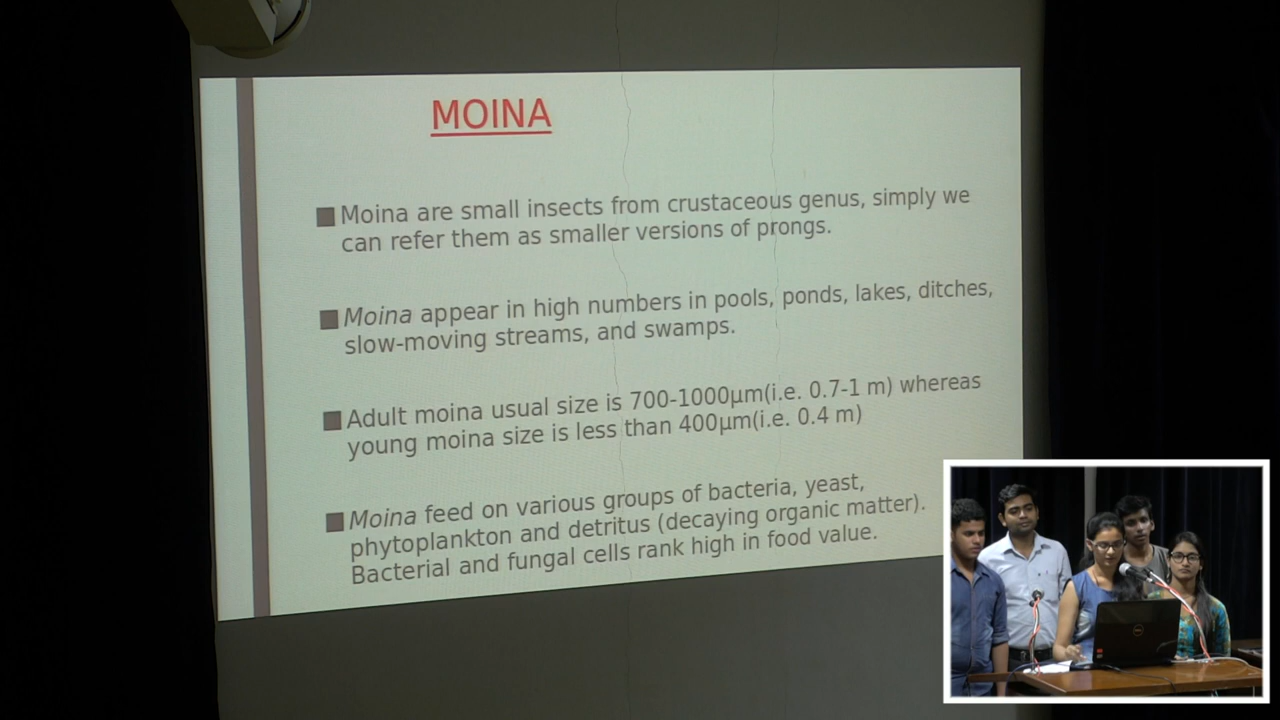 MOINA
Moina are small insects from crustaceous genus, simply we
can refer them as smaller versions of prongs.
Moina appear in high numbers in pools, ponds, lakes, ditches,
slow-moving streams, and swamps.
Adult moina usual size is 700-1000μm(i.e. 0.7-1 m) whereas
young moina size is less than 400μm(i.e. 0.4 m)
Moina feed on various groups of bacteria, yeast,
phytoplankton and detritus (decaying organic matter).
Bacterial and fungal cells rank high in food value.